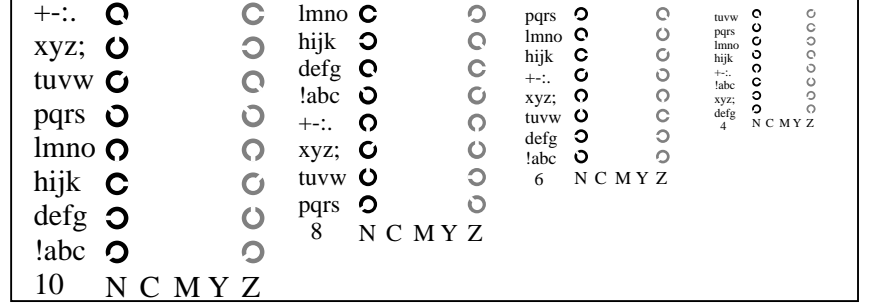 +-:.
xyz;
tuvw
pqrs
lmno
hijk
defg
!abc
10 N C M Y Z
lmno
hijk
defg
!abc
+-:.
xyz;
tuvw
pqrs
8 N C M Y Z
pqrs
lmno
hijk
+-:.
xyz;
tuvw
defg
!abc
6 N C M Y Z
tuvw
pqrs
lmno
hijk
+-:.
!abc
xyz;
defg
4 N C M Y Z